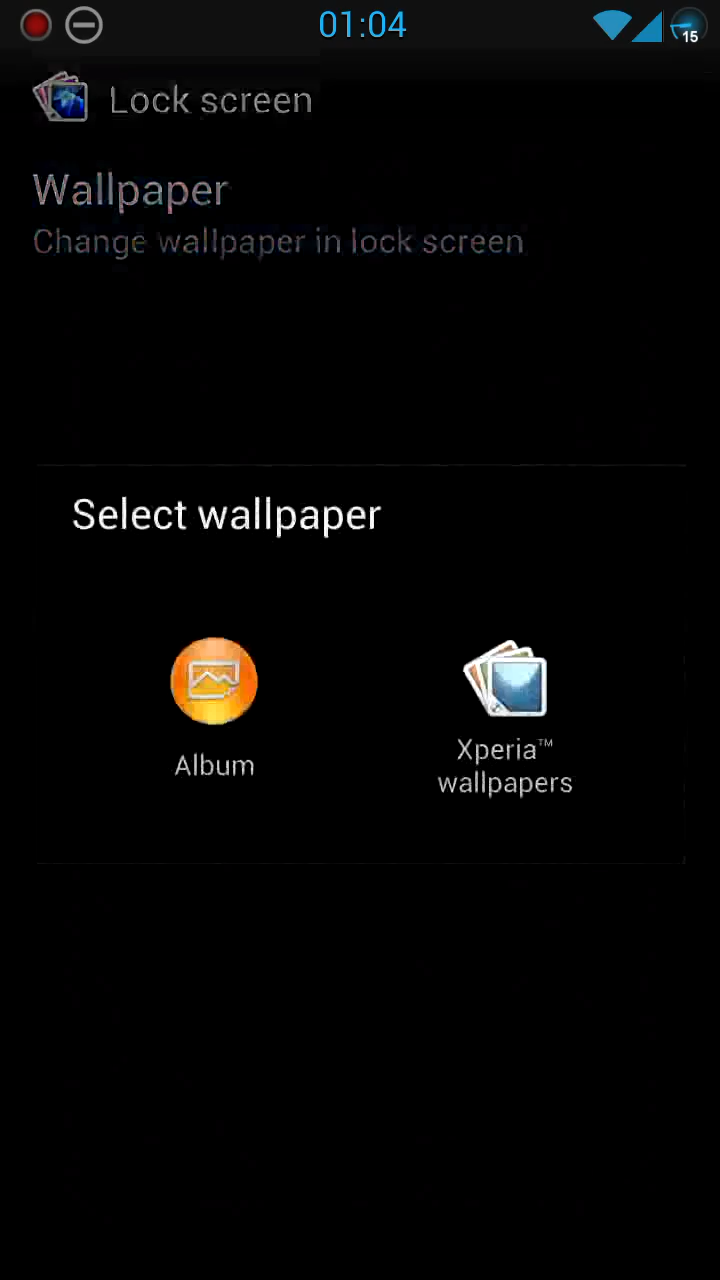 01:04
15
Lock screen
Wallpaper
Change wallpaper in lock screen
Select wallpaper
Album
Xperia™
wallpapers